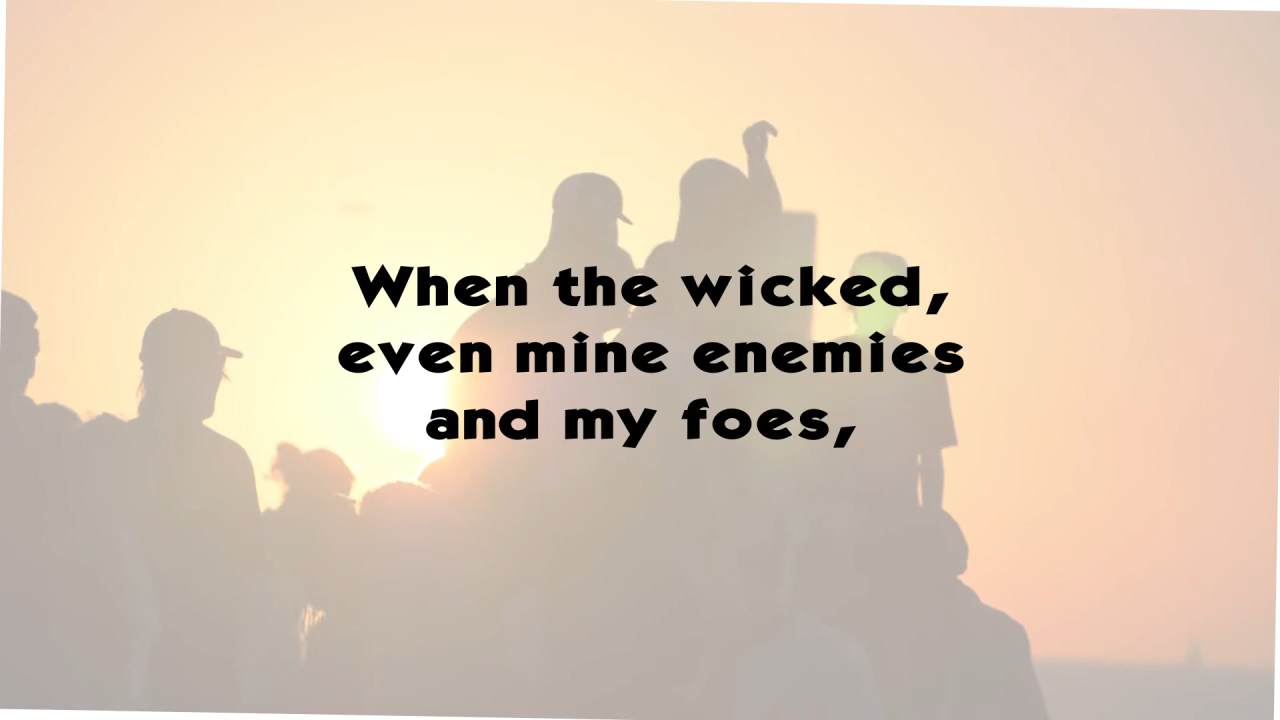 When the wicked,
even mine enemies
and my foes,